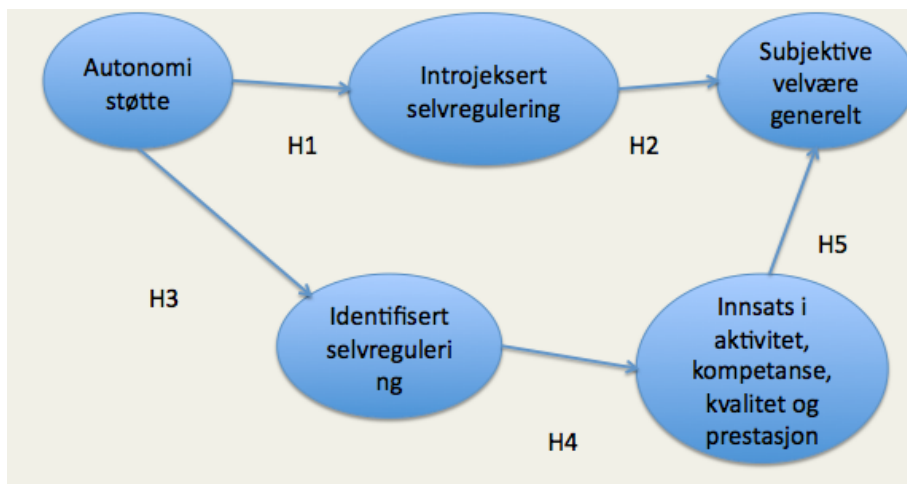 Autonomi
støtte
Introjeksert
selvregulering
Subjektive
velvære
generelt
H1
H2
H3
H5
Identifisert
selvreguleri
ng
Innsats i
aktivitet,
kompetanse,
kvalitet og
prestasjon
H4